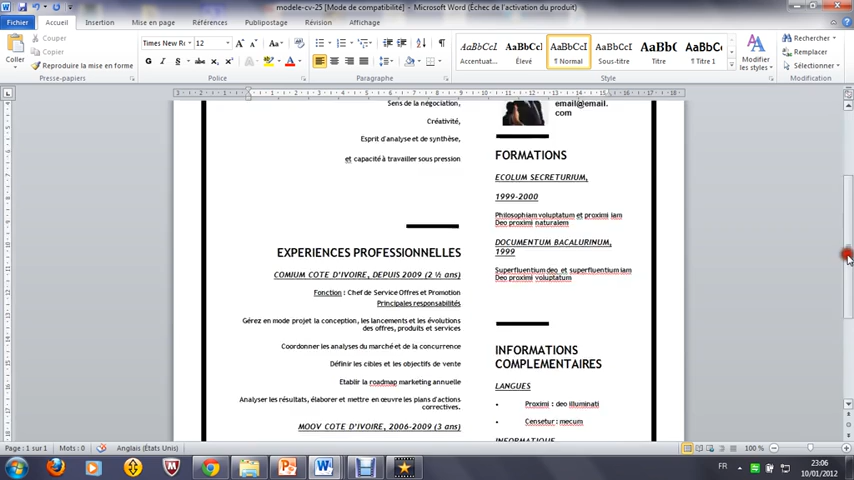 modele-cv-25 [Mode de compatibilité] - Microsoft Word (Échec de l'activation du produit)
Fichier Accueil Insertion Mise en page Références Publipostage Révision Affichage
Coller
Couper
Copier
Reproduire la mise en forme
Presse-papiers
Times New Ro 12
G I S abc X₂ X²
Police
Paragraphe
AaBbCcL AaBbCc AaBbCcI AaBbCcI AaBbC AaBbCc
Accentuat... Élevé ¶ Normal Sous-titre Titre ¶ Titre 1
Modifier les styles
Style
Rechercher
Remplacer
Sélectionner
Modification
Sens de la négociation,
Créativité,
Esprit d'analyse et de synthèse,
et capacité à travailler sous pression
EXPERIENCES PROFESSIONNELLES
COMIUM COTE D'IVOIRE, DEPUIS 2009 (2 ½ ans)
Fonction : Chef de Service Offres et Promotion
Principales responsabilités
Gérez en mode projet la conception, les lancements et les évolutions
des offres, produits et services
Coordonner les analyses du marché et de la concurrence
Définir les cibles et les objectifs de vente
Etablir la roadmap marketing annuelle
Analyser les résultats, élaborer et mettre en œuvre les plans d'actions
correctives.
MOOV COTE D'IVOIRE, 2006-2009 (3 ans)
email@email.
com
FORMATIONS
ECOLUM SECRETURIUM,
1999-2000
Philosophiam voluptatum et proximi iam
Deo proximi naturalem
DOCUMENTUM BACALURINUM,
1999
Superfluentium deo et superfluentium iam
Deo proximi voluptatum
INFORMATIONS
COMPLEMENTAIRES
LANGUES
• Proximi : deo illuminati
• Censetur : mecum
INFORMATIQUE
Page : 1 sur 1 Mots : 0 Anglais (États Unis) 100 %
FR 23:06
10/01/2012